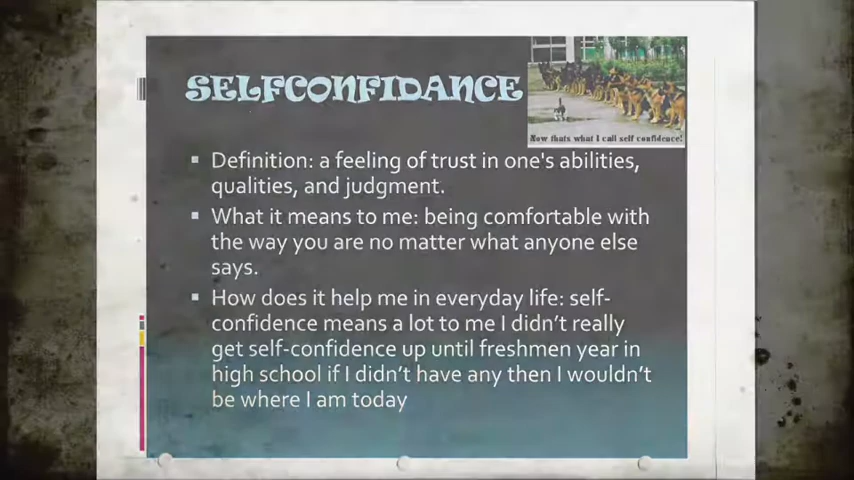 SELFCONFIDANCE
Now thats what I call self confidence!
▪ Definition: a feeling of trust in one's abilities,
qualities, and judgment.
▪ What it means to me: being comfortable with
the way you are no matter what anyone else
says.
▪ How does it help me in everyday life: self-
confidence means a lot to me I didn't really
get self-confidence up until freshmen year in
high school if I didn't have any then I wouldn't
be where I am today